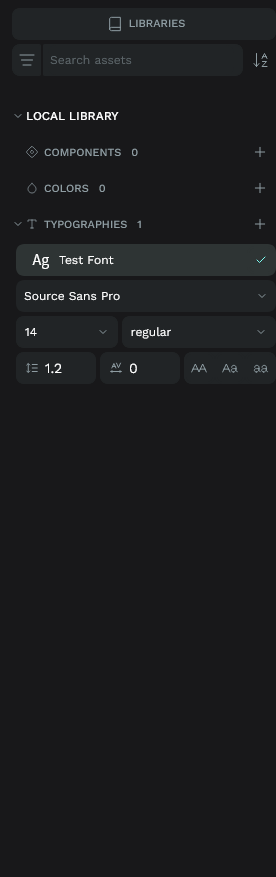 LIBRARIES
Search assets
LOCAL LIBRARY
COMPONENTS 0
COLORS 0
TYPOGRAPHIES 1
Ag Test Font
Source Sans Pro
14 regular
1.2 AV 0 AA Aa aa